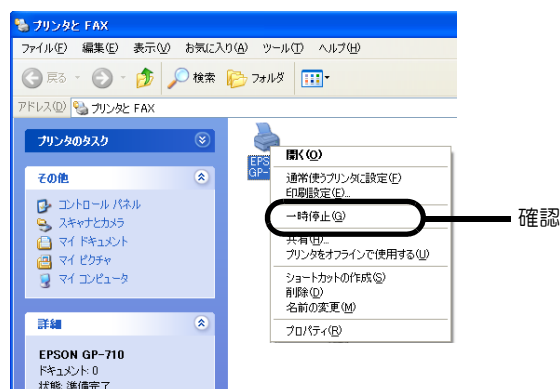 プリンタと FAX
ファイル(F) 編集(E) 表示(V) お気に入り(A) ツール(T) ヘルプ(H)
戻る 検索 フォルダ
アドレス(D) プリンタと FAX
プリンタのタスク
その他
コントロール パネル
スキャナとカメラ
マイ ドキュメント
マイ ピクチャ
マイ コンピュータ
詳細
EPSON GP-710
ドキュメント: 0
状態: 準備完了
EPS
GP-7
開く(O)
通常使うプリンタに設定(F)
印刷設定(E)...
一時停止(G)
共有(H)...
プリンタをオフラインで使用する(U)
ショートカットの作成(S)
削除(D)
名前の変更(M)
プロパティ(R)
確認